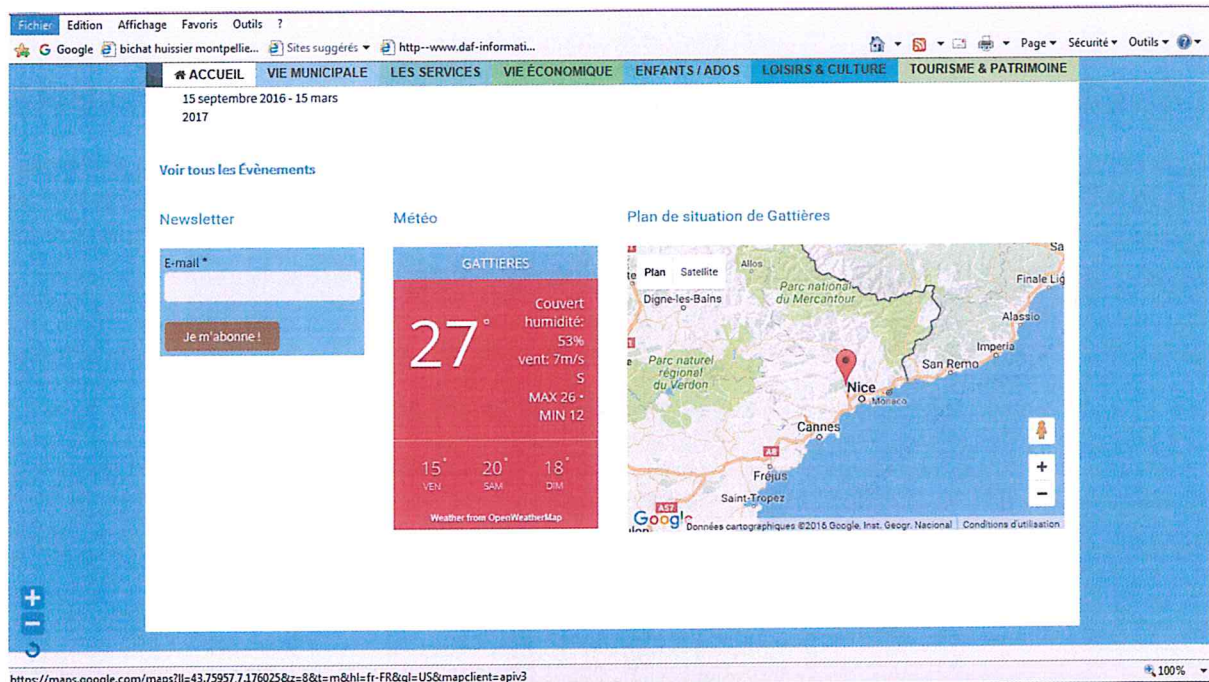 Fichier Edition Affichage Favoris Outils ?
G Google bichat huissier montpellie... Sites suggérés http--www.daf-informati... Page Sécurité Outils
ACCUEIL VIE MUNICIPALE LES SERVICES VIE ÉCONOMIQUE ENFANTS / ADOS LOISIRS & CULTURE TOURISME & PATRIMOINE
15 septembre 2016 - 15 mars
2017
Voir tous les Évènements
Newsletter
E-mail *
Je m'abonne !
Météo
GATTIERES
27°
Couvert
humidité:
53%
vent: 7m/s
S
MAX 26 •
MIN 12
15° 20° 18°
VEN SAM DIM
Weather from OpenWeatherMap
Plan de situation de Gattières
Plan Satellite
Allos
Sa
te
Digne-les-Bains
Parc national
du Mercantour
Finale Lig
Alassio
Imperia
San Remo
Parc naturel
régional
du Verdon
Nice
Monaco
Cannes
A8
Fréjus
Saint-Tropez
A57
+
−
Google Données cartographiques ©2016 Google, Inst. Geogr. Nacional Conditions d'utilisation
ulon
https://maps.google.com/maps?ll=43.75957,7.176025&z=8&t=m&hl=fr-FR&gl=US&mapclient=apiv3
100%